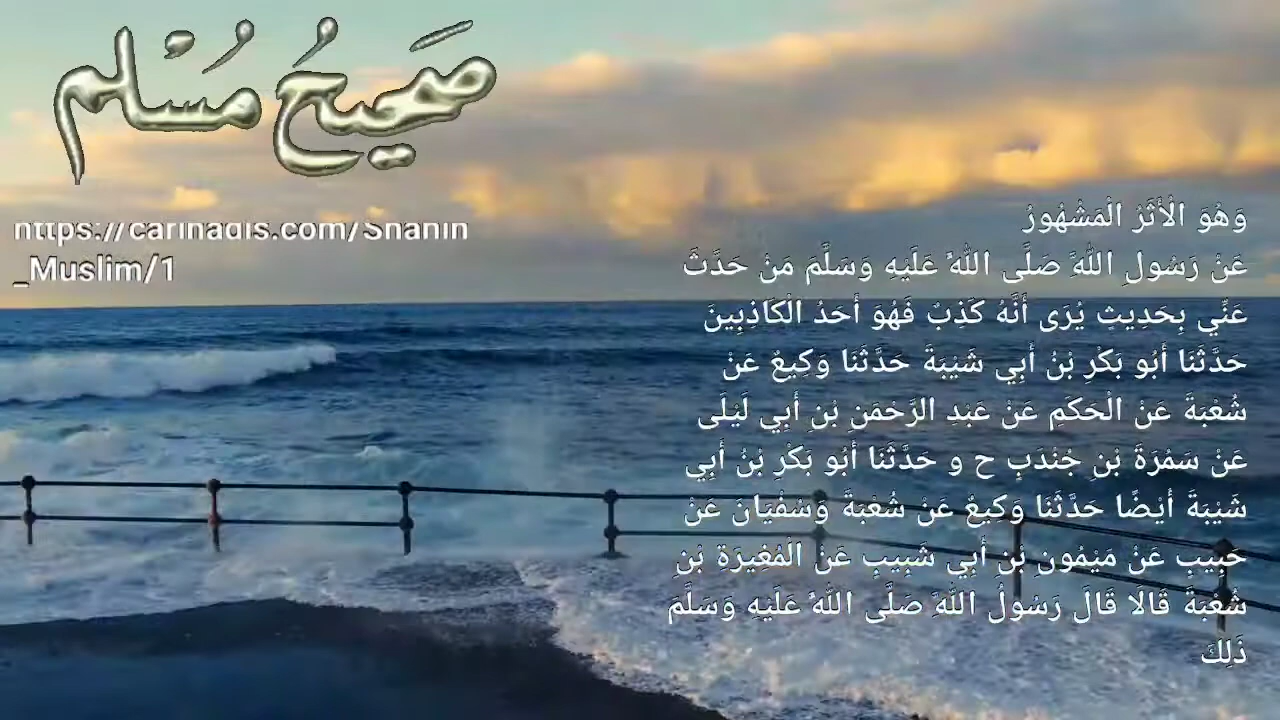 صَحِيحُ مُسْلِم
https://carihadis.com/Shahih
_Muslim/1
وَهُوَ الْأَثَرُ الْمَشْهُورُ
عَنْ رَسُولِ اللَّهِ صَلَّى اللَّهُ عَلَيْهِ وَسَلَّمَ مَنْ حَدَّثَ
عَنِّي بِحَدِيثٍ يُرَى أَنَّهُ كَذِبٌ فَهُوَ أَحَدُ الْكَاذِبِينَ
حَدَّثَنَا أَبُو بَكْرِ بْنُ أَبِي شَيْبَةَ حَدَّثَنَا وَكِيعٌ عَنْ
شُعْبَةَ عَنْ الْحَكَمِ عَنْ عَبْدِ الرَّحْمَنِ بْنِ أَبِي لَيْلَى
عَنْ سَمُرَةَ بْنِ جُنْدَبٍ ح و حَدَّثَنَا أَبُو بَكْرِ بْنُ أَبِي
شَيْبَةَ أَيْضًا حَدَّثَنَا وَكِيعٌ عَنْ شُعْبَةَ وَسُفْيَانَ عَنْ
حَبِيبٍ عَنْ مَيْمُونِ بْنِ أَبِي شَبِيبٍ عَنْ الْمُغِيرَةِ بْنِ
شُعْبَةَ قَالَا قَالَ رَسُولُ اللَّهِ صَلَّى اللَّهُ عَلَيْهِ وَسَلَّمَ
ذَلِكَ